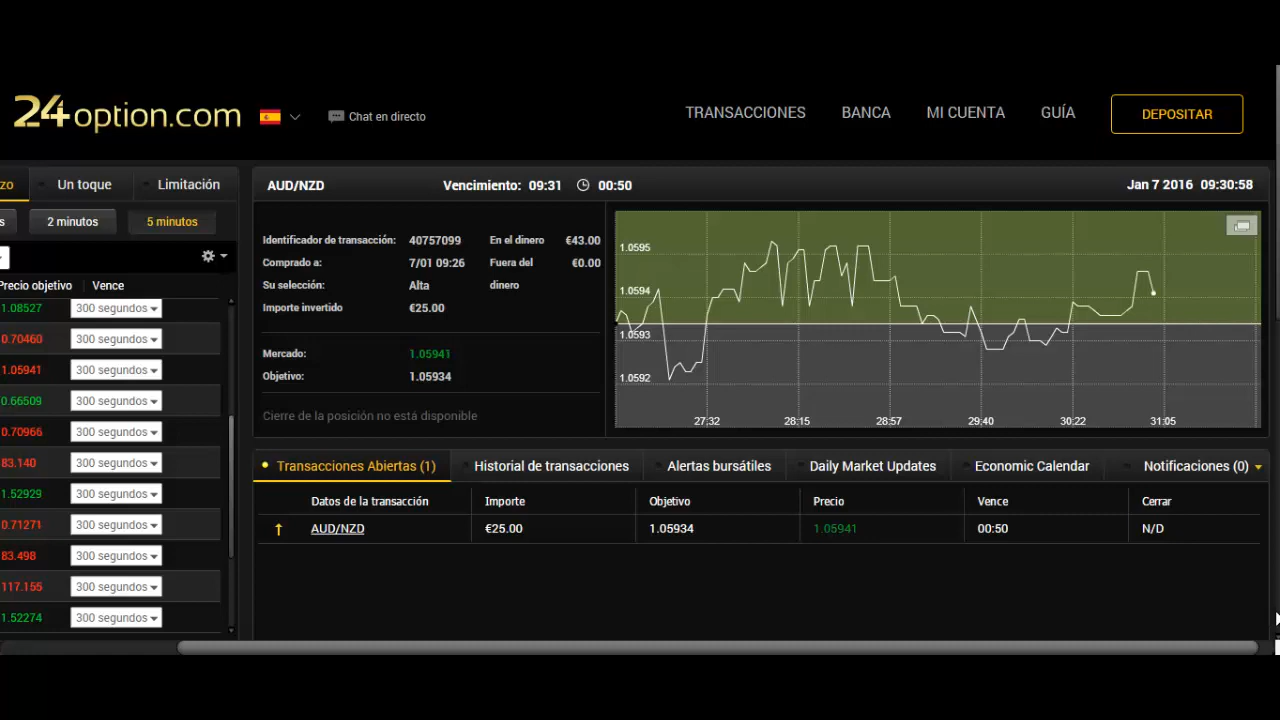 24option.com
Chat en directo
TRANSACCIONES BANCA MI CUENTA GUÍA DEPOSITAR
zo Un toque Limitación
s 2 minutos 5 minutos
Precio objetivo Vence
1.08527 300 segundos
0.70460 300 segundos
1.05941 300 segundos
0.66509 300 segundos
0.70966 300 segundos
83.140 300 segundos
1.52929 300 segundos
0.71271 300 segundos
83.498 300 segundos
117.155 300 segundos
1.52274 300 segundos
AUD/NZD Vencimiento: 09:31 00:50 Jan 7 2016 09:30:58
Identificador de transacción: 40757099 En el dinero €43.00
Comprado a: 7/01 09:26 Fuera del €0.00
Su selección: Alta dinero
Importe invertido €25.00
Mercado: 1.05941
Objetivo: 1.05934
Cierre de la posición no está disponible
1.0595
1.0594
1.0593
1.0592
27:32 28:15 28:57 29:40 30:22 31:05
Transacciones Abiertas (1) Historial de transacciones Alertas bursátiles Daily Market Updates Economic Calendar Notificaciones (0)
Datos de la transacción Importe Objetivo Precio Vence Cerrar
↑ AUD/NZD €25.00 1.05934 1.05941 00:50 N/D